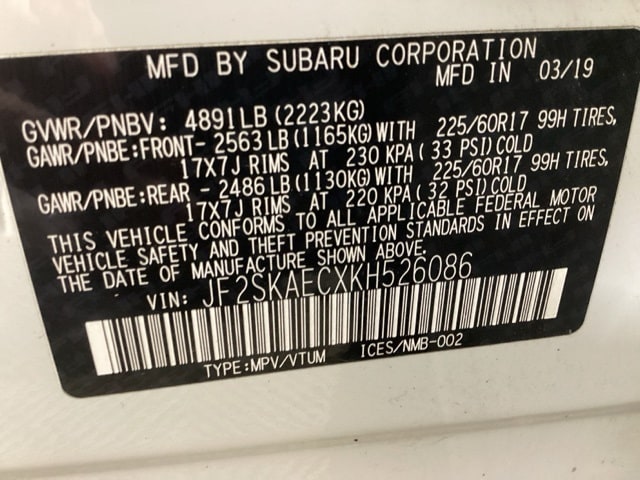 MFD BY SUBARU CORPORATION
MFD IN 03/19
GVWR/PNBV: 4891LB (2223KG)
GAWR/PNBE:FRONT- 2563LB (1165KG)WITH 225/60R17 99H TIRES,
17X7J RIMS AT 230 KPA( 33 PSI)COLD
GAWR/PNBE:REAR - 2486LB (1130KG)WITH 225/60R17 99H TIRES,
17X7J RIMS AT 220 KPA( 32 PSI)COLD
THIS VEHICLE CONFORMS TO ALL APPLICABLE FEDERAL MOTOR
VEHICLE SAFETY AND THEFT PREVENTION STANDARDS IN EFFECT ON
THE DATE OF MANUFACTURE SHOWN ABOVE.
VIN: JF2SKAECXKH526086
TYPE:MPV/VTUM ICES/NMB-002